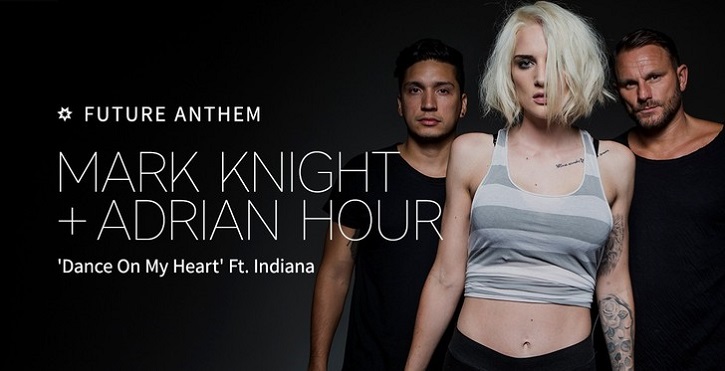 FUTURE ANTHEM
MARK KNIGHT
+ ADRIAN HOUR
'Dance On My Heart' Ft. Indiana